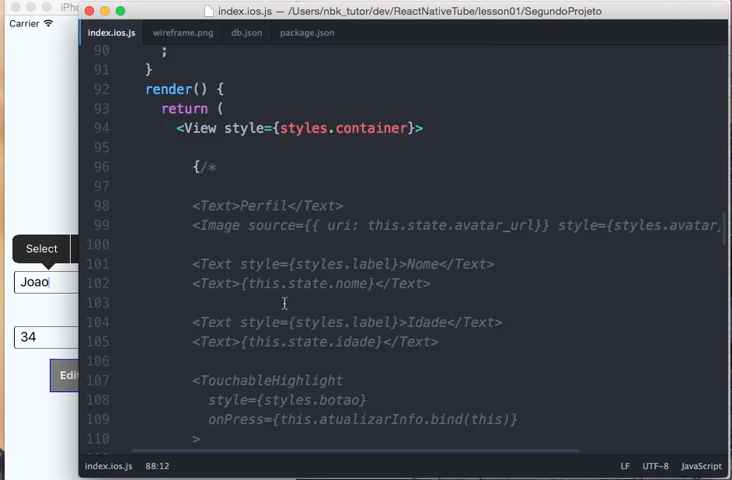 index.ios.js — /Users/nbk_tutor/dev/ReactNativeTube/lesson01/SegundoProjeto
Carrier
index.ios.js wireframe.png db.json package.json
90 ;
91 }
92 render() {
93 return (
94 <View style={styles.container}>
95
96 {/*
97
98 <Text>Perfil</Text>
99 <Image source={{ uri: this.state.avatar_url}} style={styles.avatar}
100
101 <Text style={styles.label}>Nome</Text>
102 <Text>{this.state.nome}</Text>
103
104 <Text style={styles.label}>Idade</Text>
105 <Text>{this.state.idade}</Text>
106
107 <TouchableHighlight
108 style={styles.botao}
109 onPress={this.atualizarInfo.bind(this)}
110 >
Select
Joao
34
Edi
index.ios.js 88:12 LF UTF-8 JavaScript